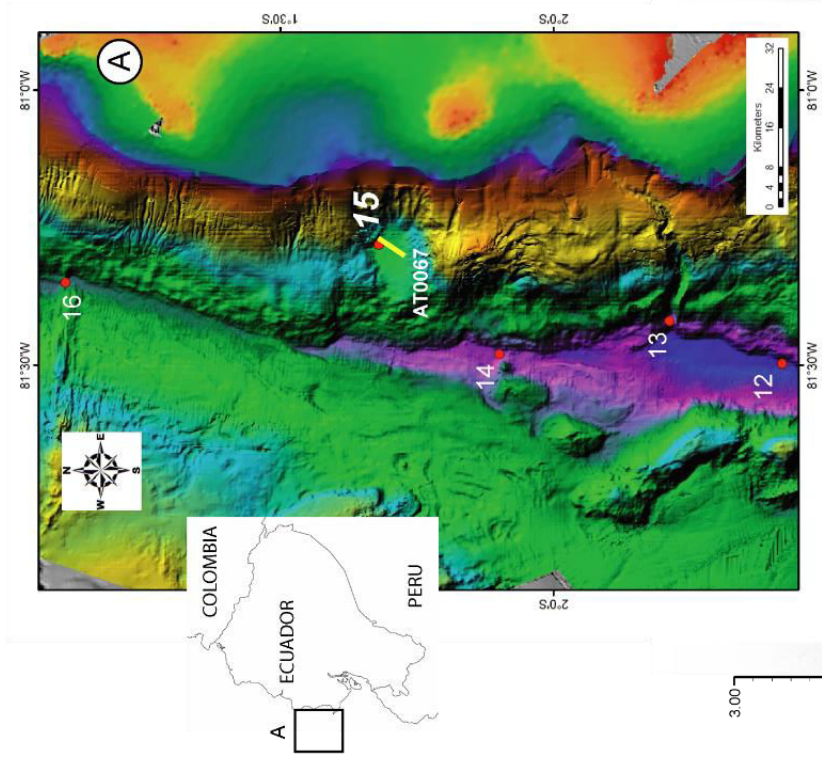 A
1°30'S
2°0'S
81°0'W
81°30'W
16
15
AT0067
14
13
12
Kilometers
0 4 8 16 24 32
N
W E
S
81°0'W
81°30'W
2°0'S
COLOMBIA
ECUADOR
PERU
A
3.00